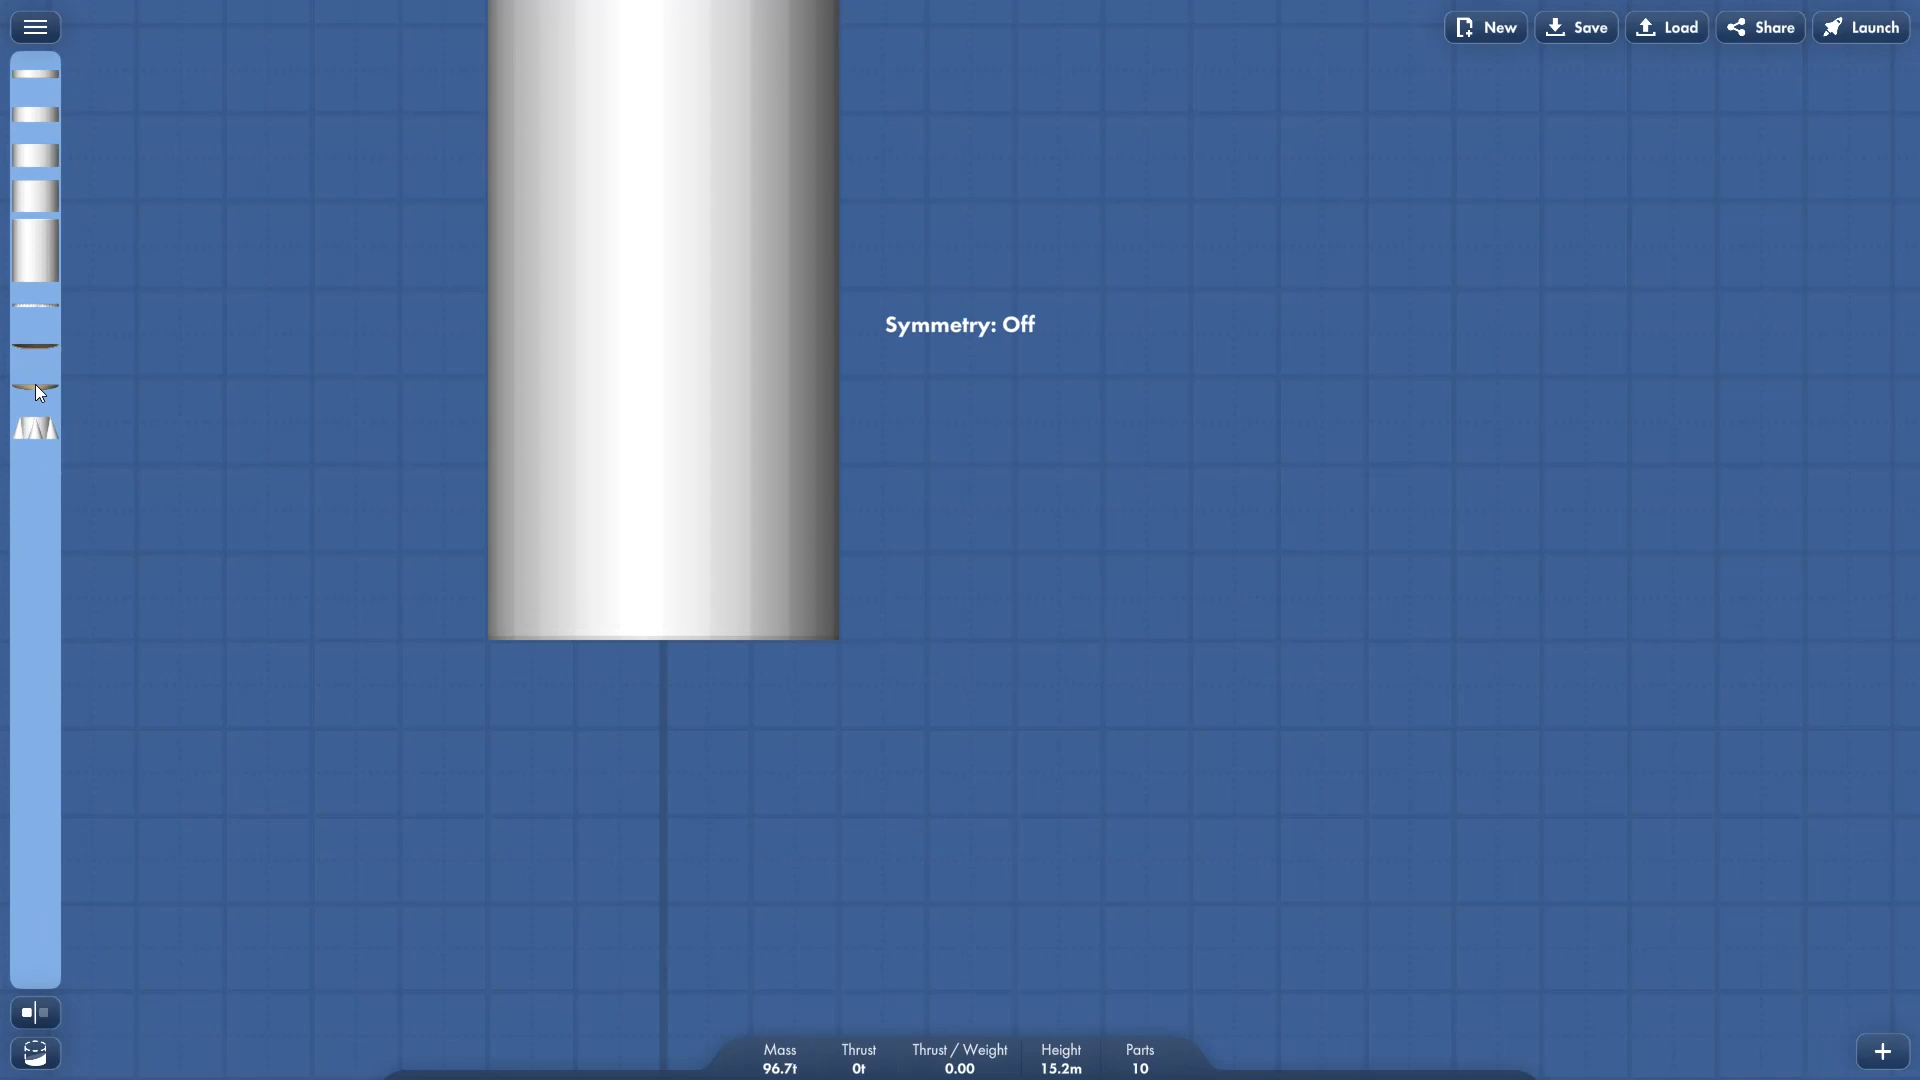 New
Save
Load
Share
Launch
Symmetry: Off
Mass
Thrust
Thrust / Weight
Height
Parts
96.7t
0t
0.00
15.2m
10